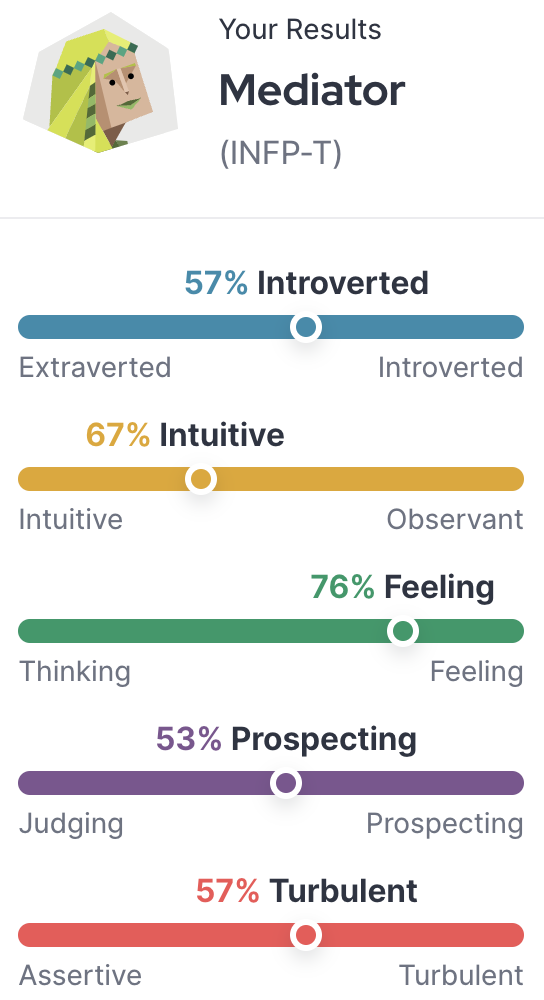 Your Results
Mediator
(INFP-T)
57% Introverted
Extraverted Introverted
67% Intuitive
Intuitive Observant
76% Feeling
Thinking Feeling
53% Prospecting
Judging Prospecting
57% Turbulent
Assertive Turbulent